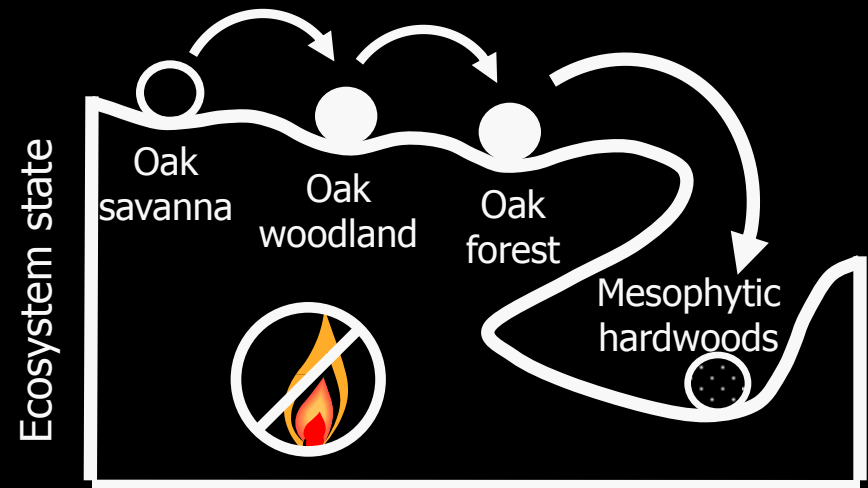 Ecosystem state
Oak
savanna
Oak
woodland
Oak
forest
Mesophytic
hardwoods